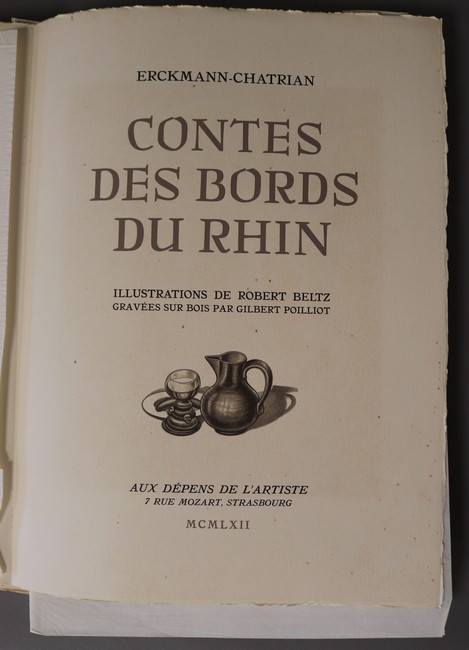 ERCKMANN-CHATRIAN
CONTES
DES BORDS
DU RHIN
ILLUSTRATIONS DE ROBERT BELTZ
GRAVÉES SUR BOIS PAR GILBERT POILLIOT
AUX DÉPENS DE L'ARTISTE
7 RUE MOZART, STRASBOURG
MCMLXII